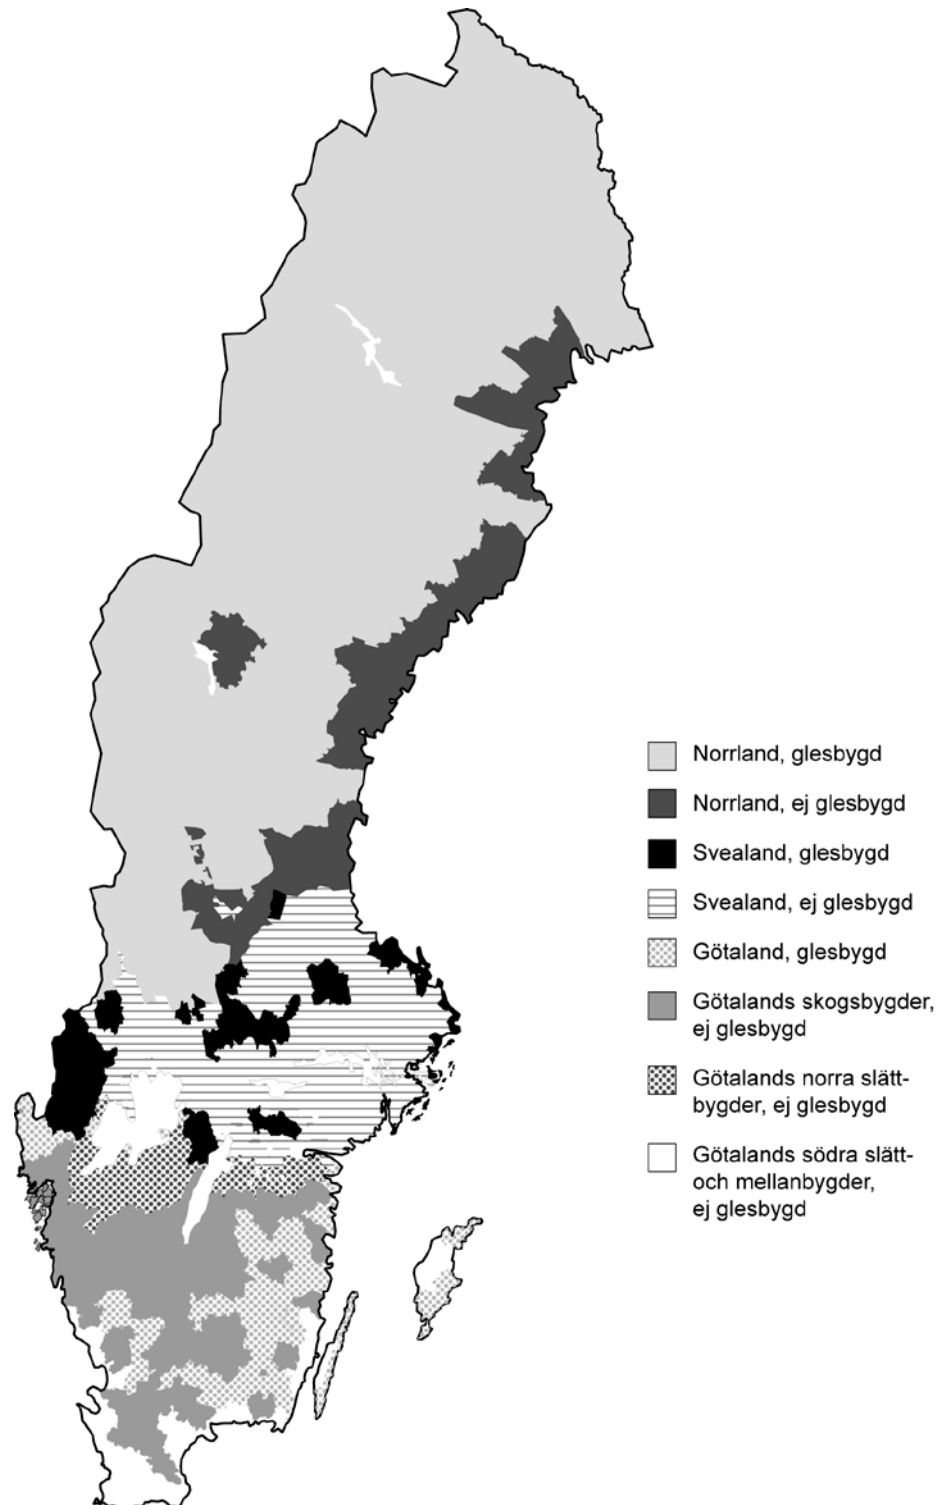 Norrland, glesbygd
Norrland, ej glesbygd
Svealand, glesbygd
Svealand, ej glesbygd
Götaland, glesbygd
Götalands skogsbygder,
ej glesbygd
Götalands norra slätt-
bygder, ej glesbygd
Götalands södra slätt-
och mellanbygder,
ej glesbygd